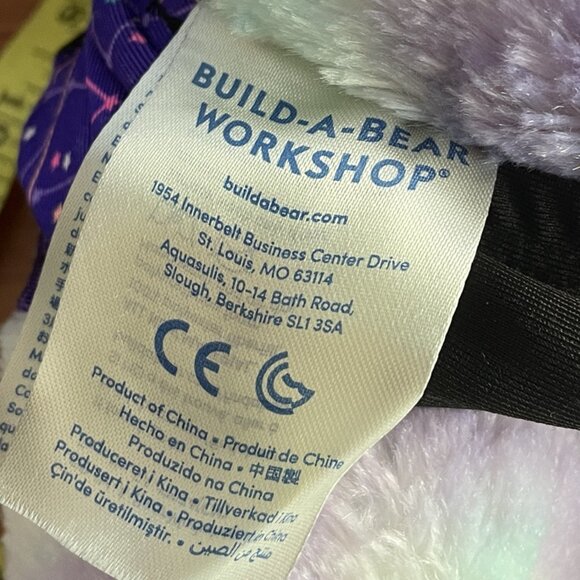 BUILD-A-BEAR
WORKSHOP®
buildabear.com
1954 Innerbelt Business Center Drive
St. Louis, MO 63114
Aquasulis, 10-14 Bath Road,
Slough, Berkshire SL1 3SA
CE
Product of China • Produit de Chine
Hecho en China • 中国製
Produzido na China
Produceret i Kina • Tillverkad i Kina
Produsert i Kina • Produziert in China
Çin'de üretilmiştir. • صنع في الصين